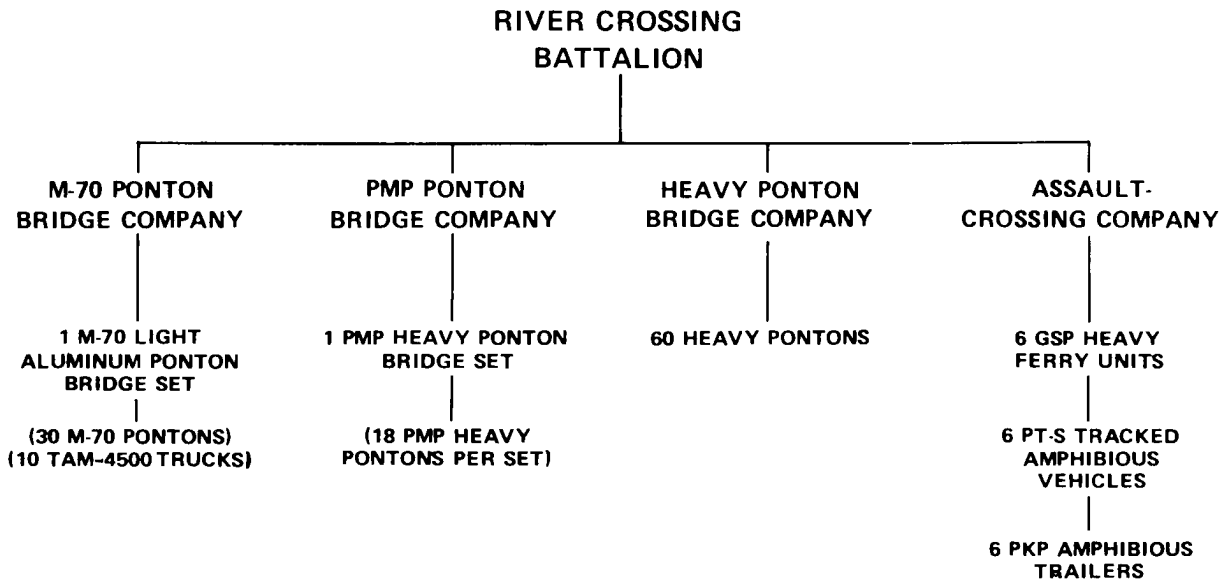 RIVER CROSSING
BATTALION
M-70 PONTON
BRIDGE COMPANY
1 M-70 LIGHT
ALUMINUM PONTON
BRIDGE SET
(30 M-70 PONTONS)
(10 TAM-4500 TRUCKS)
PMP PONTON
BRIDGE COMPANY
1 PMP HEAVY PONTON
BRIDGE SET
(18 PMP HEAVY
PONTONS PER SET)
HEAVY PONTON
BRIDGE COMPANY
60 HEAVY PONTONS
ASSAULT-
CROSSING COMPANY
6 GSP HEAVY
FERRY UNITS
6 PT-S TRACKED
AMPHIBIOUS
VEHICLES
6 PKP AMPHIBIOUS
TRAILERS